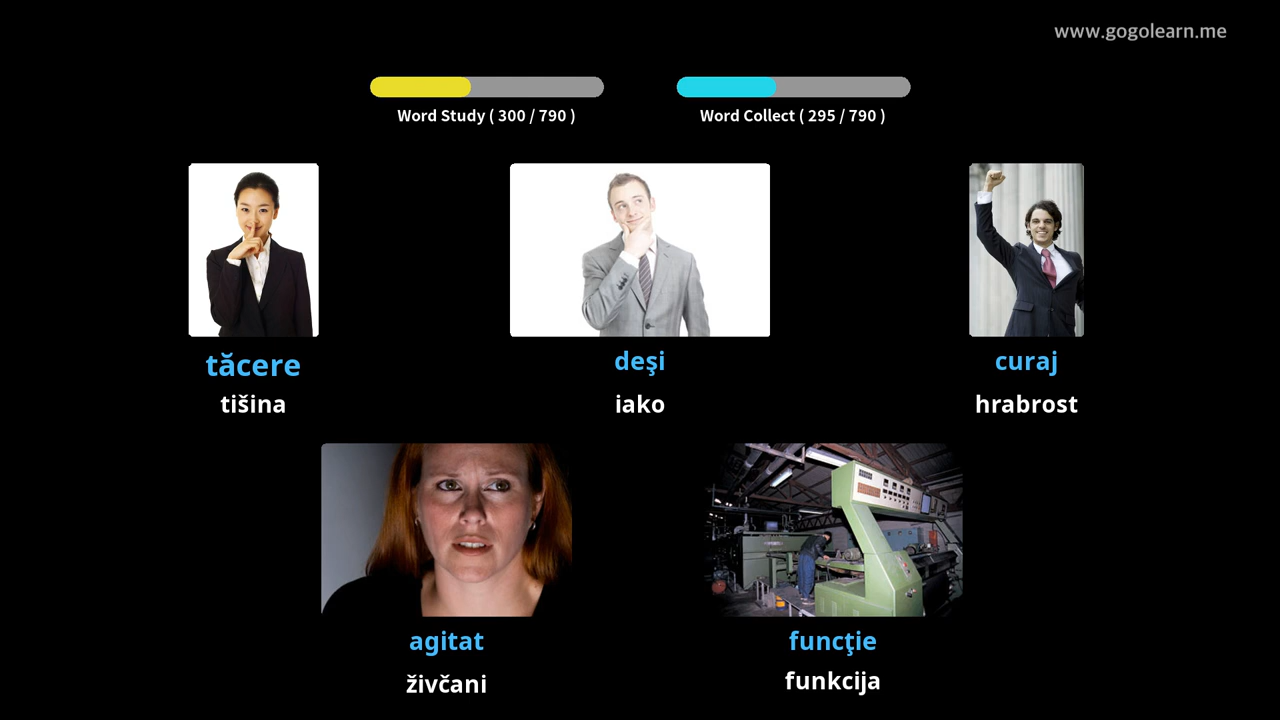 www.gogolearn.me
Word Study ( 300 / 790 )
Word Collect ( 295 / 790 )
tăcere
tišina
deşi
iako
curaj
hrabrost
agitat
živčani
funcţie
funkcija